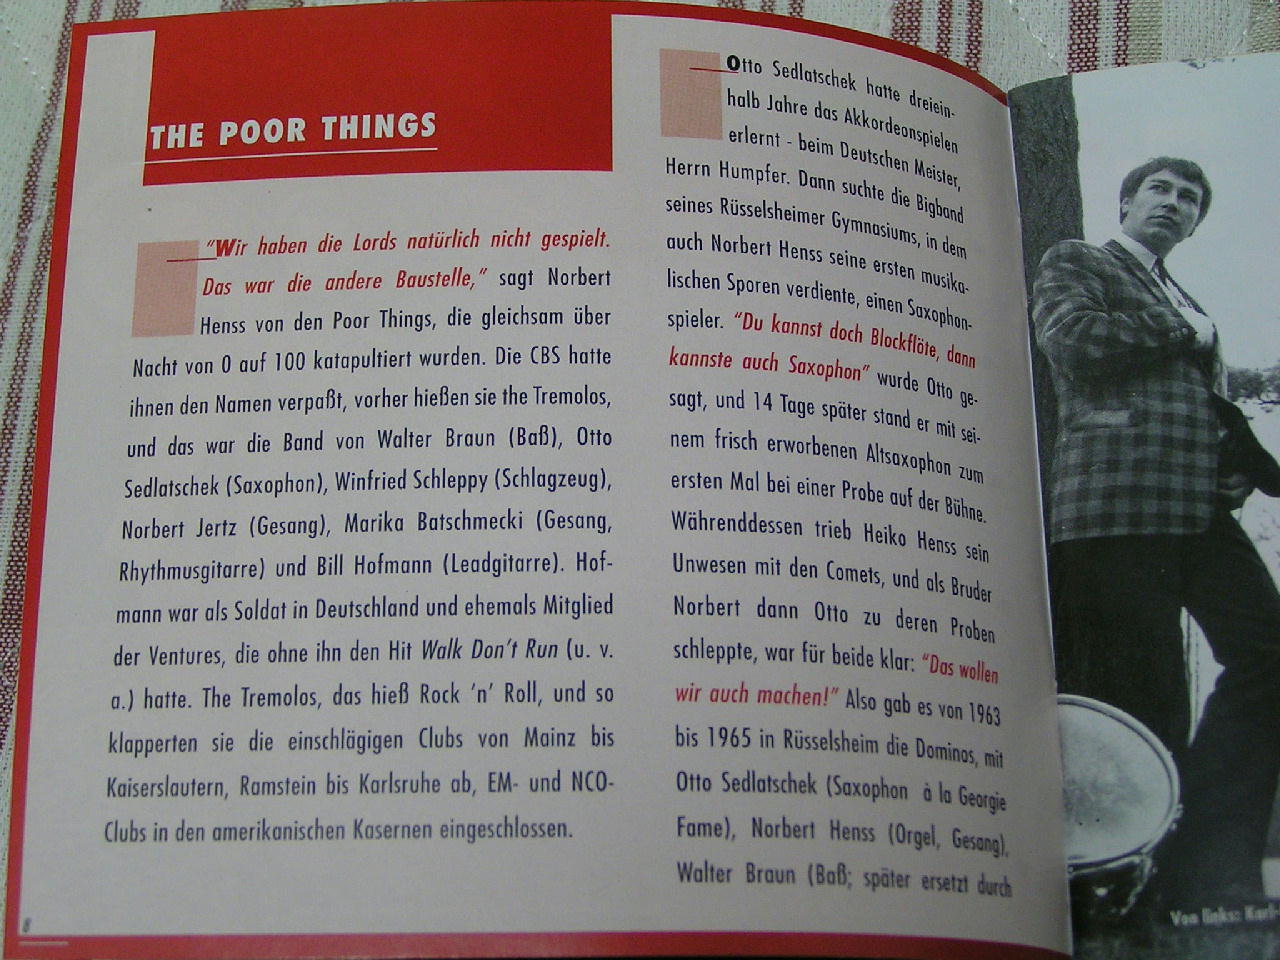 THE POOR THINGS
"Wir haben die Lords natürlich nicht gespielt.
Das war die andere Baustelle," sagt Norbert
Henss von den Poor Things, die gleichsam über
Nacht von 0 auf 100 katapultiert wurden. Die CBS hatte
ihnen den Namen verpaßt, vorher hießen sie the Tremolos,
und das war die Band von Walter Braun (Baß), Otto
Sedlatschek (Saxophon), Winfried Schleppy (Schlagzeug),
Norbert Jertz (Gesang), Marika Batschmecki (Gesang,
Rhythmusgitarre) und Bill Hofmann (Leadgitarre). Hof-
mann war als Soldat in Deutschland und ehemals Mitglied
der Ventures, die ohne ihn den Hit Walk Don't Run (u. v.
a.) hatte. The Tremolos, das hieß Rock 'n' Roll, und so
klapperten sie die einschlägigen Clubs von Mainz bis
Kaiserslautern, Ramstein bis Karlsruhe ab, EM- und NCO-
Clubs in den amerikanischen Kasernen eingeschlossen.
Otto Sedlatschek hatte dreiein-
halb Jahre das Akkordeonspielen
erlernt - beim Deutschen Meister,
Herrn Humpfer. Dann suchte die Bigband
seines Rüsselsheimer Gymnasiums, in dem
auch Norbert Henss seine ersten musika-
lischen Sporen verdiente, einen Saxophon-
spieler. "Du kannst doch Blockflöte, dann
kannste auch Saxophon" wurde Otto ge-
sagt, und 14 Tage später stand er mit sei-
nem frisch erworbenen Altsaxophon zum
ersten Mal bei einer Probe auf der Bühne.
Währenddessen trieb Heiko Henss sein
Unwesen mit den Comets, und als Bruder
Norbert dann Otto zu deren Proben
schleppte, war für beide klar: "Das wollen
wir auch machen!" Also gab es von 1963
bis 1965 in Rüsselsheim die Dominos, mit
Otto Sedlatschek (Saxophon à la Georgie
Fame), Norbert Henss (Orgel, Gesang),
Walter Braun (Baß; später ersetzt durch
8
Von links: Karl-